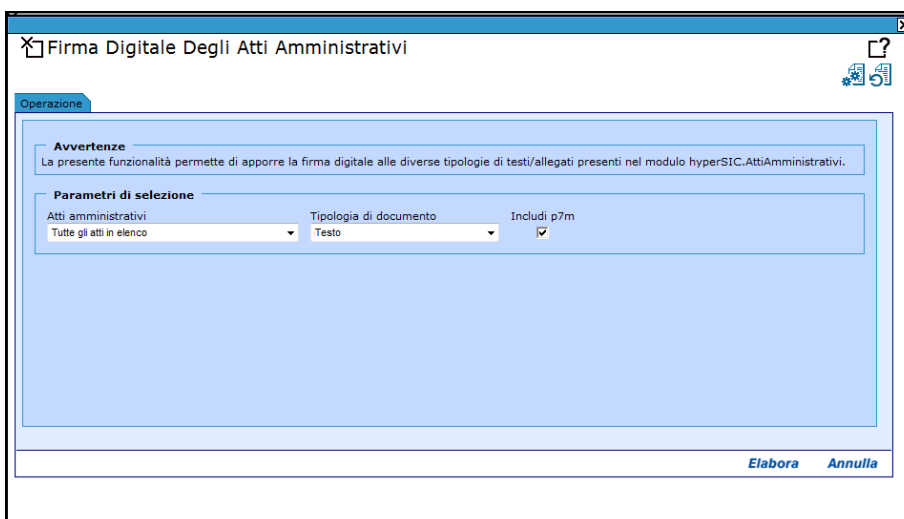 Firma Digitale Degli Atti Amministrativi
Operazione
Avvertenze
La presente funzionalità permette di apporre la firma digitale alle diverse tipologie di testi/allegati presenti nel modulo hyperSIC.AttiAmministrativi.
Parametri di selezione
Atti amministrativi Tipologia di documento Includi p7m
Tutte gli atti in elenco Testo
Elabora Annulla